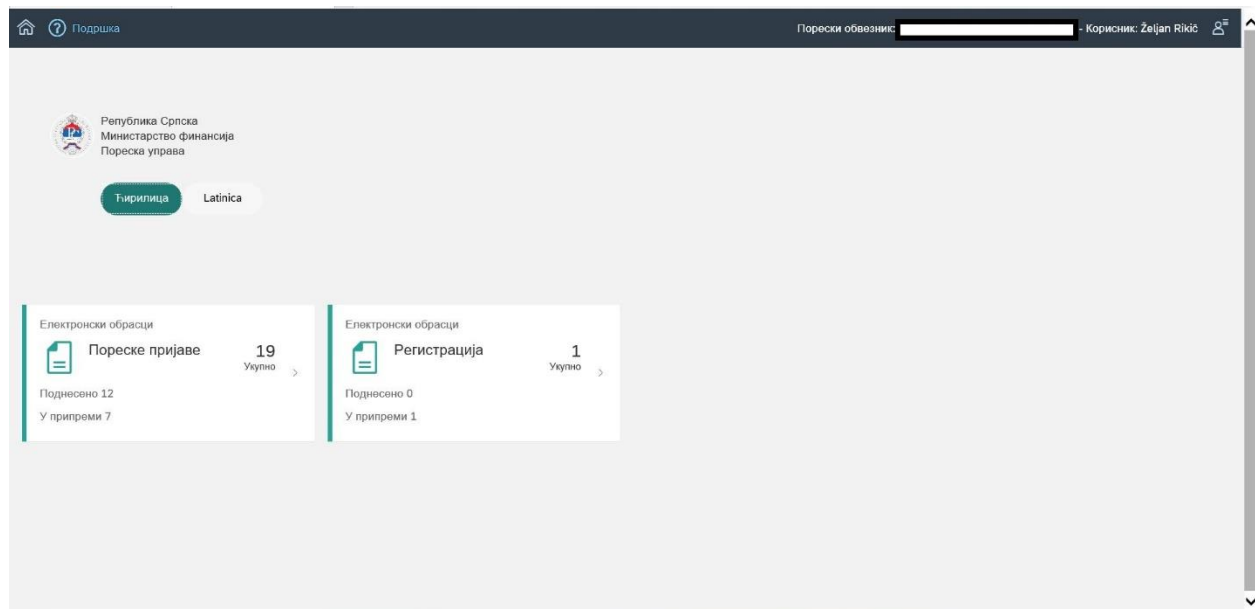 Подршка
Порески обвезник: - Корисник: Željan Rikič
Република Српска
Министарство финансија
Пореска управа
Ћирилица Latinica
Електронски обрасци
Пореске пријаве 19
Укупно
Поднесено 12
У припреми 7
Електронски обрасци
Регистрација 1
Укупно
Поднесено 0
У припреми 1